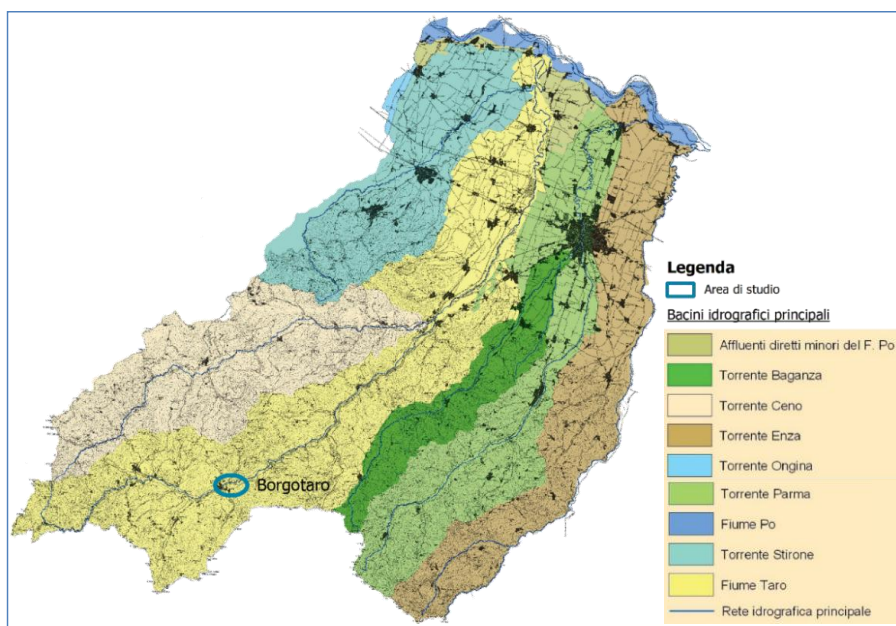 Borgotaro
Legenda
Area di studio
Bacini idrografici principali
Affluenti diretti minori del F. Po
Torrente Baganza
Torrente Ceno
Torrente Enza
Torrente Ongina
Torrente Parma
Fiume Po
Torrente Stirone
Fiume Taro
Rete idrografica principale